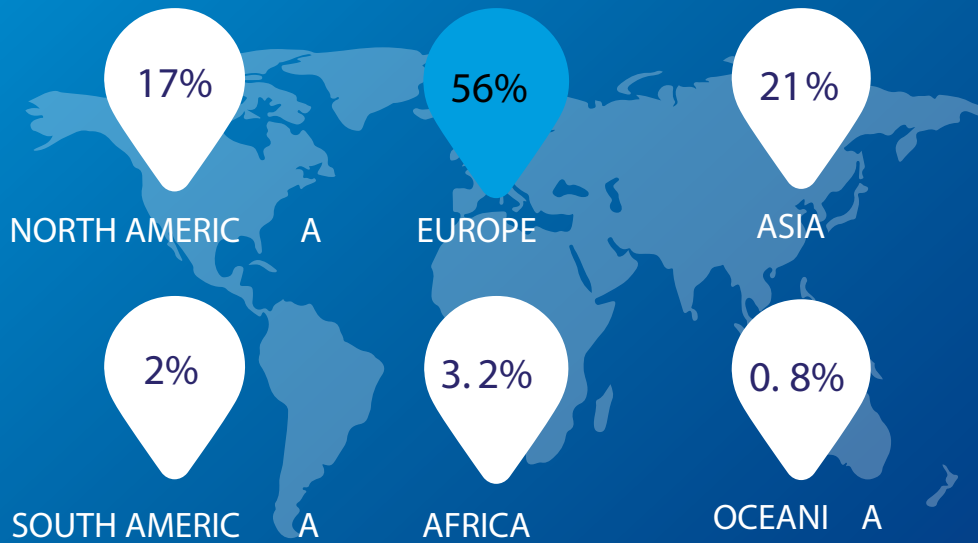 17% 56% 21%
NORTH AMERIC A EUROPE ASIA
2% 3. 2% 0. 8%
SOUTH AMERIC A AFRICA OCEANI A